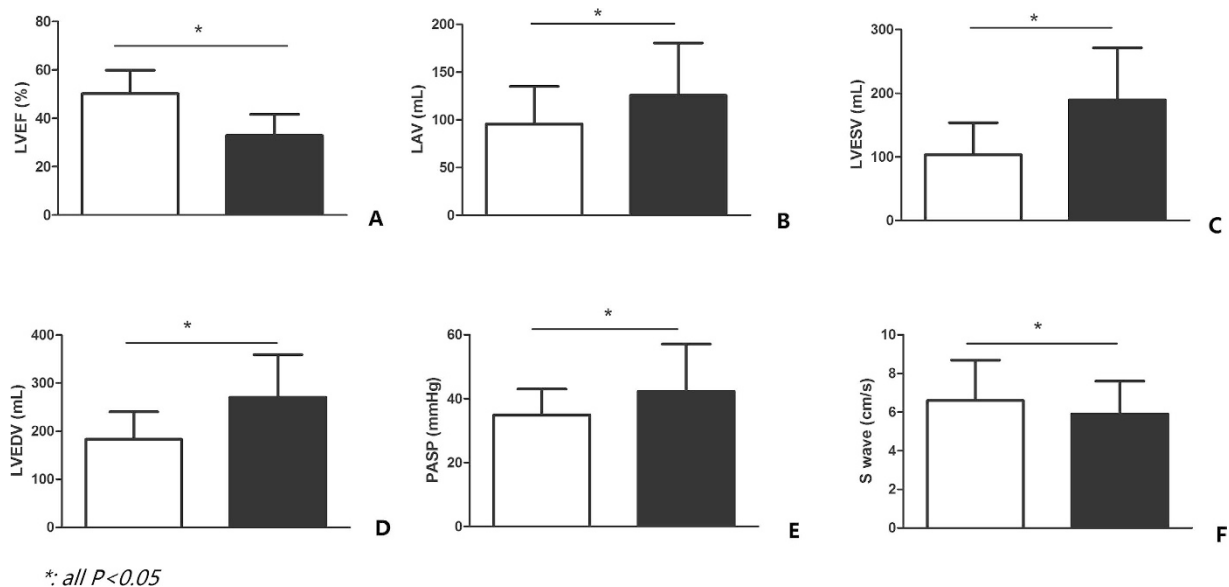 *
80
60
40
20
0
LVEF (%)
A
*
200
150
100
50
0
LAV (mL)
B
*
300
200
100
0
LVESV (mL)
C
*
400
300
200
100
0
LVEDV (mL)
D
*
60
40
20
0
PASP (mmHg)
E
*
10
8
6
4
2
0
S wave (cm/s)
F
*: all P<0.05